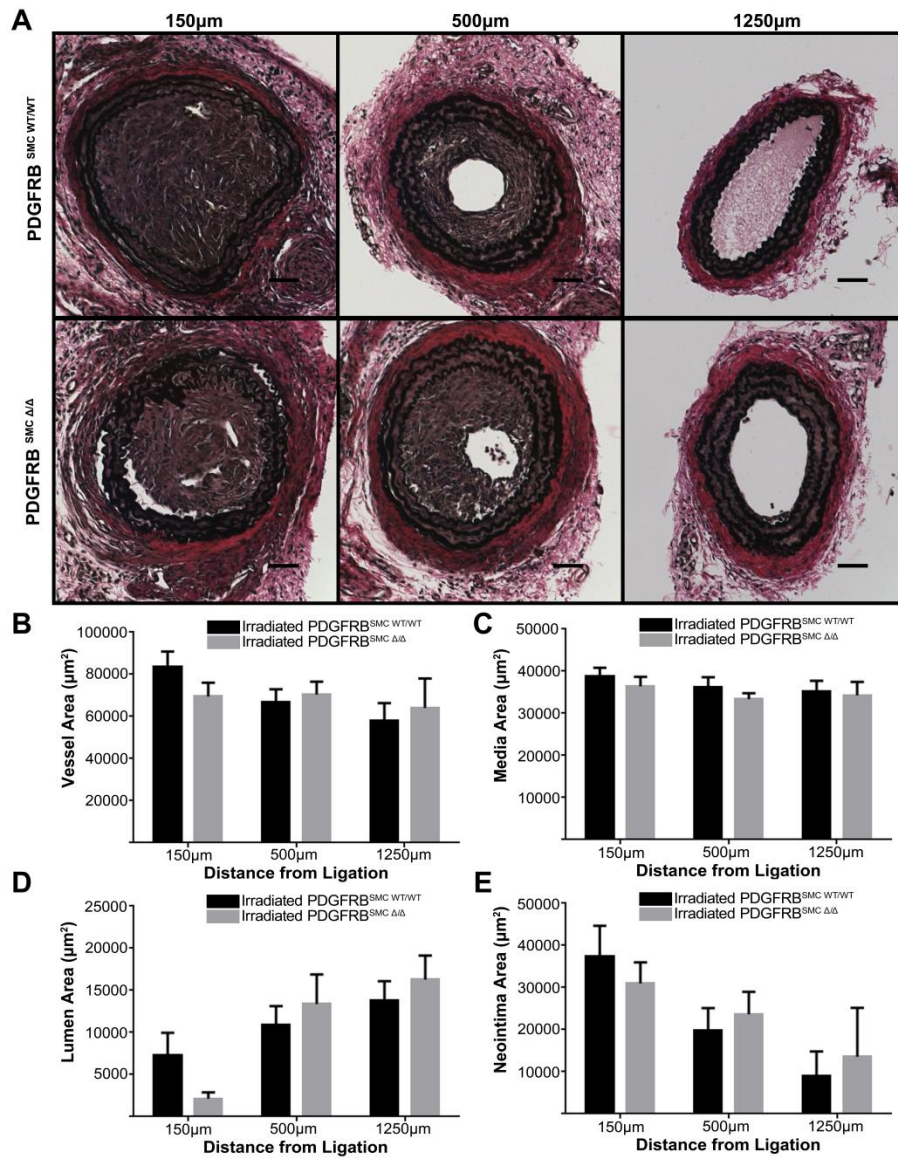 A
150µm 500µm 1250µm
PDGFRB SMC WT/WT
PDGFRB SMC Δ/Δ
B
Irradiated PDGFRB SMC WT/WT
Irradiated PDGFRB SMC Δ/Δ
Vessel Area (µm²)
100000
80000
60000
40000
20000
150µm 500µm 1250µm
Distance from Ligation
C
Irradiated PDGFRB SMC WT/WT
Irradiated PDGFRB SMC Δ/Δ
Media Area (µm²)
50000
40000
30000
20000
10000
150µm 500µm 1250µm
Distance from Ligation
D
Irradiated PDGFRB SMC WT/WT
Irradiated PDGFRB SMC Δ/Δ
Lumen Area (µm²)
25000
20000
15000
10000
5000
150µm 500µm 1250µm
Distance from Ligation
E
Irradiated PDGFRB SMC WT/WT
Irradiated PDGFRB SMC Δ/Δ
Neointima Area (µm²)
50000
40000
30000
20000
10000
150µm 500µm 1250µm
Distance from Ligation